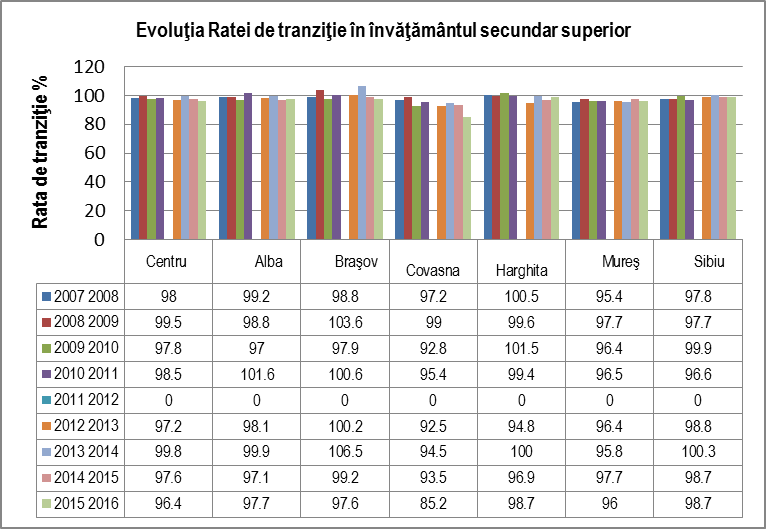 Evoluţia Ratei de tranziţie în învăţământul secundar superior
Rata de tranziţie %
120
100
80
60
40
20
0
Centru Alba Braşov Covasna Harghita Mureş Sibiu
2007 2008 98 99.2 98.8 97.2 100.5 95.4 97.8
2008 2009 99.5 98.8 103.6 99 99.6 97.7 97.7
2009 2010 97.8 97 97.9 92.8 101.5 96.4 99.9
2010 2011 98.5 101.6 100.6 95.4 99.4 96.5 96.6
2011 2012 0 0 0 0 0 0 0
2012 2013 97.2 98.1 100.2 92.5 94.8 96.4 98.8
2013 2014 99.8 99.9 106.5 94.5 100 95.8 100.3
2014 2015 97.6 97.1 99.2 93.5 96.9 97.7 98.7
2015 2016 96.4 97.7 97.6 85.2 98.7 96 98.7